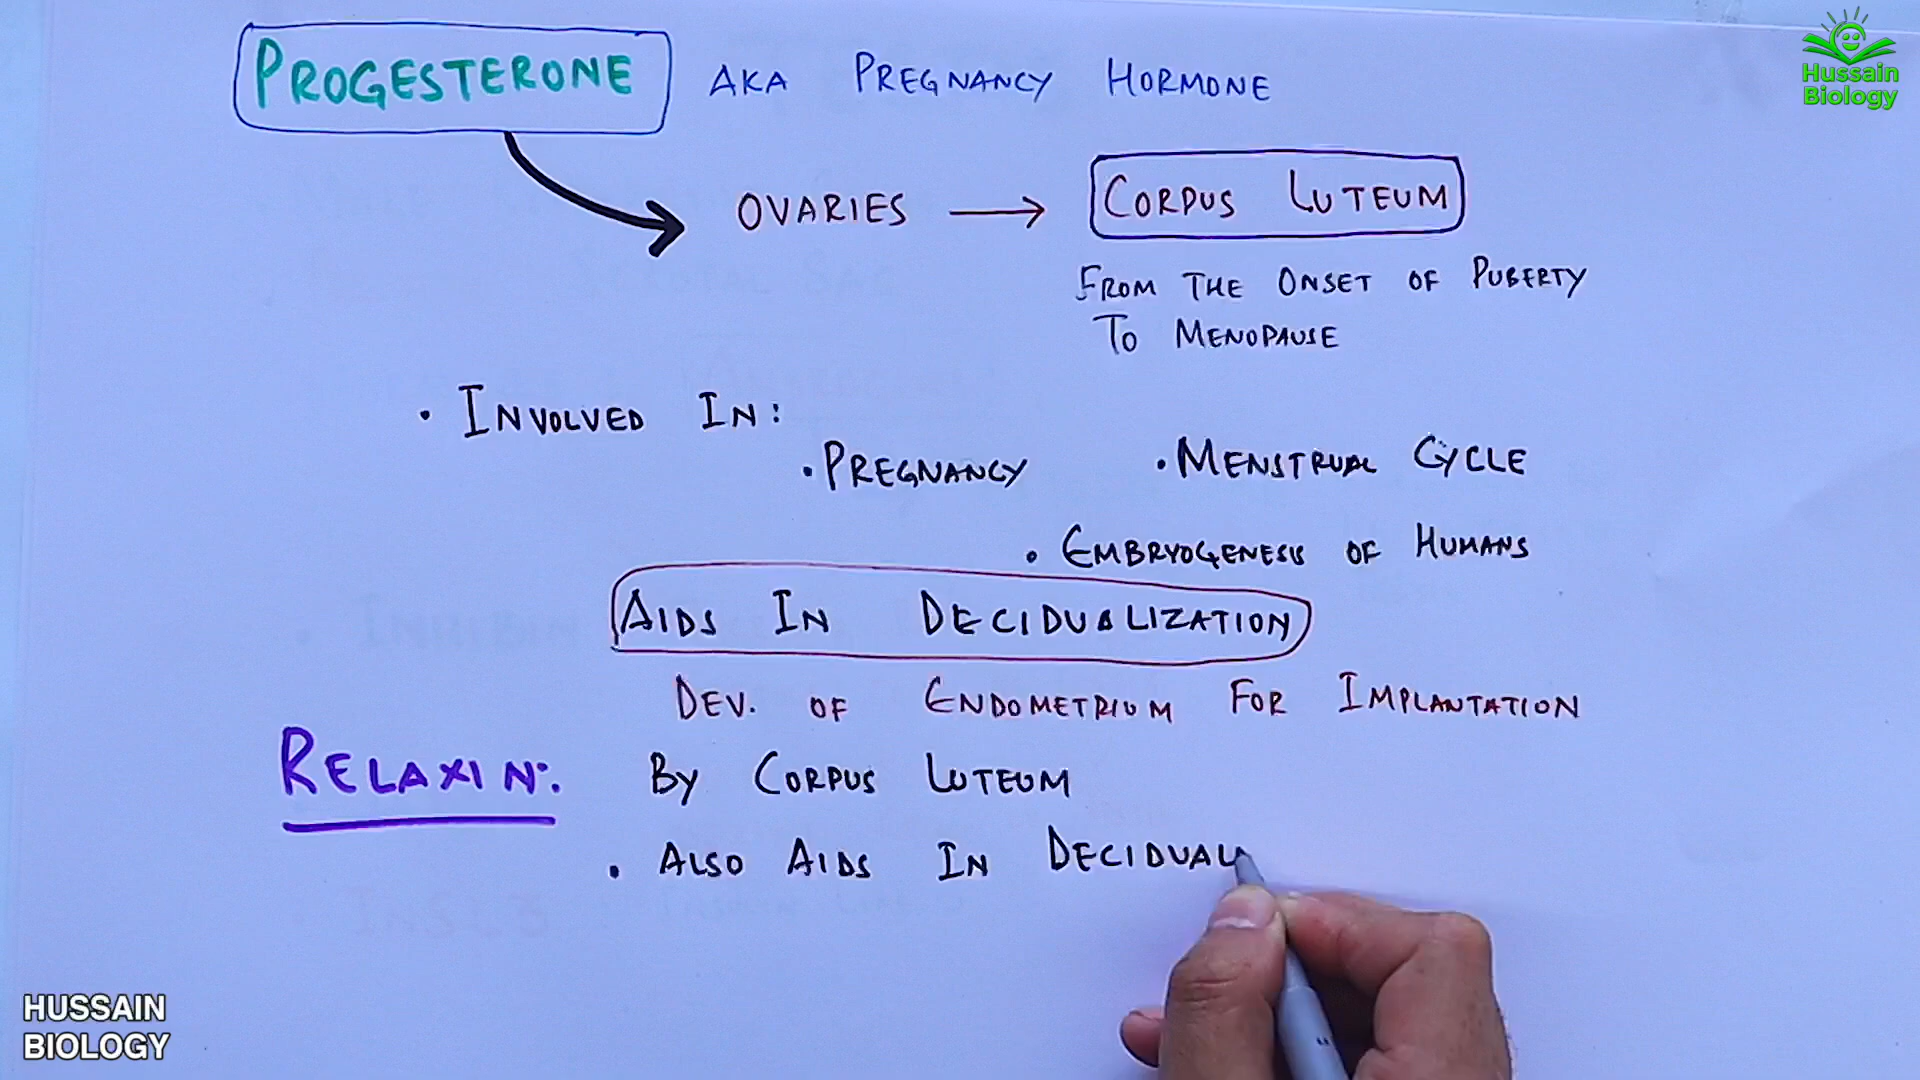 PROGESTERONE AKA PREGNANCY HORMONE
Hussain
Biology
OVARIES → CORPUS LUTEUM
FROM THE ONSET OF PUBERTY
TO MENOPAUSE
• INVOLVED IN:
• PREGNANCY • MENSTRUAL CYCLE
• EMBRYOGENESIS OF HUMANS
AIDS IN DECIDUALIZATION
DEV. OF ENDOMETRIUM FOR IMPLANTATION
RELAXIN: BY CORPUS LUTEUM
• ALSO AIDS IN DECIDUAL
HUSSAIN
BIOLOGY